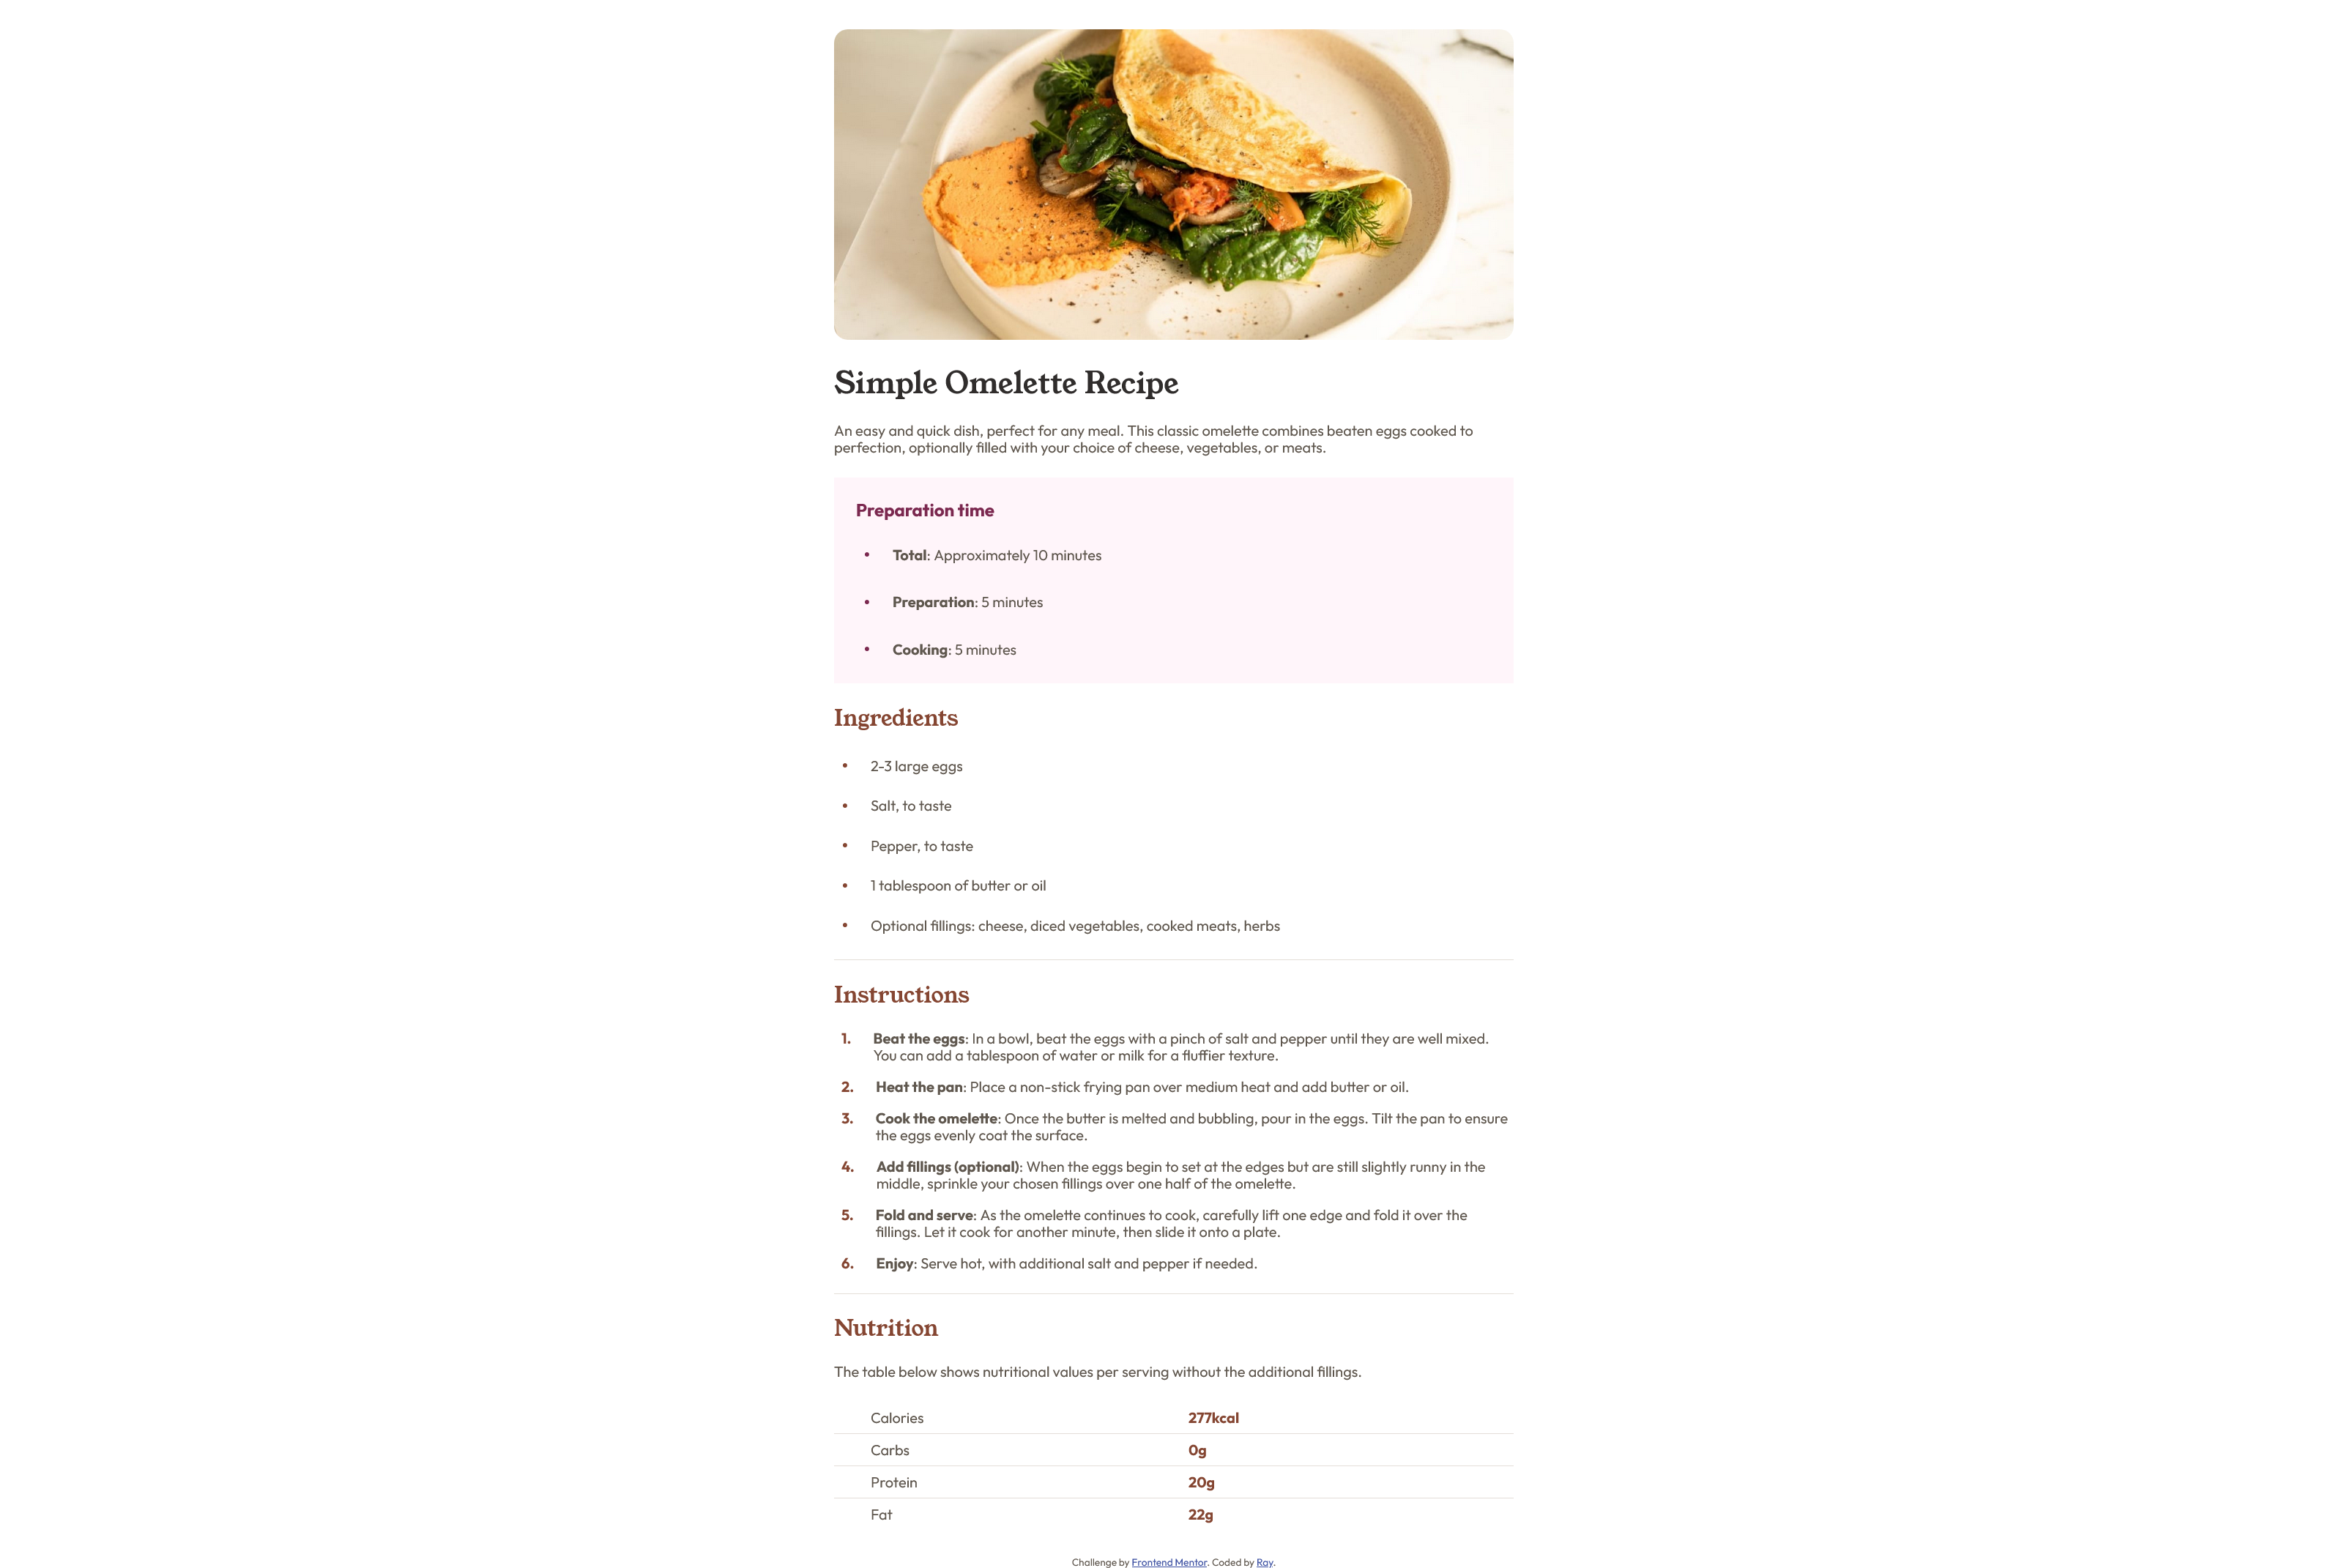 Simple Omelette Recipe
An easy and quick dish, perfect for any meal. This classic omelette combines beaten eggs cooked to
perfection, optionally filled with your choice of cheese, vegetables, or meats.
Preparation time
• Total: Approximately 10 minutes
• Preparation: 5 minutes
• Cooking: 5 minutes
Ingredients
• 2-3 large eggs
• Salt, to taste
• Pepper, to taste
• 1 tablespoon of butter or oil
• Optional fillings: cheese, diced vegetables, cooked meats, herbs
Instructions
1. Beat the eggs: In a bowl, beat the eggs with a pinch of salt and pepper until they are well mixed.
You can add a tablespoon of water or milk for a fluffier texture.
2. Heat the pan: Place a non-stick frying pan over medium heat and add butter or oil.
3. Cook the omelette: Once the butter is melted and bubbling, pour in the eggs. Tilt the pan to ensure
the eggs evenly coat the surface.
4. Add fillings (optional): When the eggs begin to set at the edges but are still slightly runny in the
middle, sprinkle your chosen fillings over one half of the omelette.
5. Fold and serve: As the omelette continues to cook, carefully lift one edge and fold it over the
fillings. Let it cook for another minute, then slide it onto a plate.
6. Enjoy: Serve hot, with additional salt and pepper if needed.
Nutrition
The table below shows nutritional values per serving without the additional fillings.
Calories 277kcal
Carbs 0g
Protein 20g
Fat 22g
Challenge by Frontend Mentor. Coded by Ray.